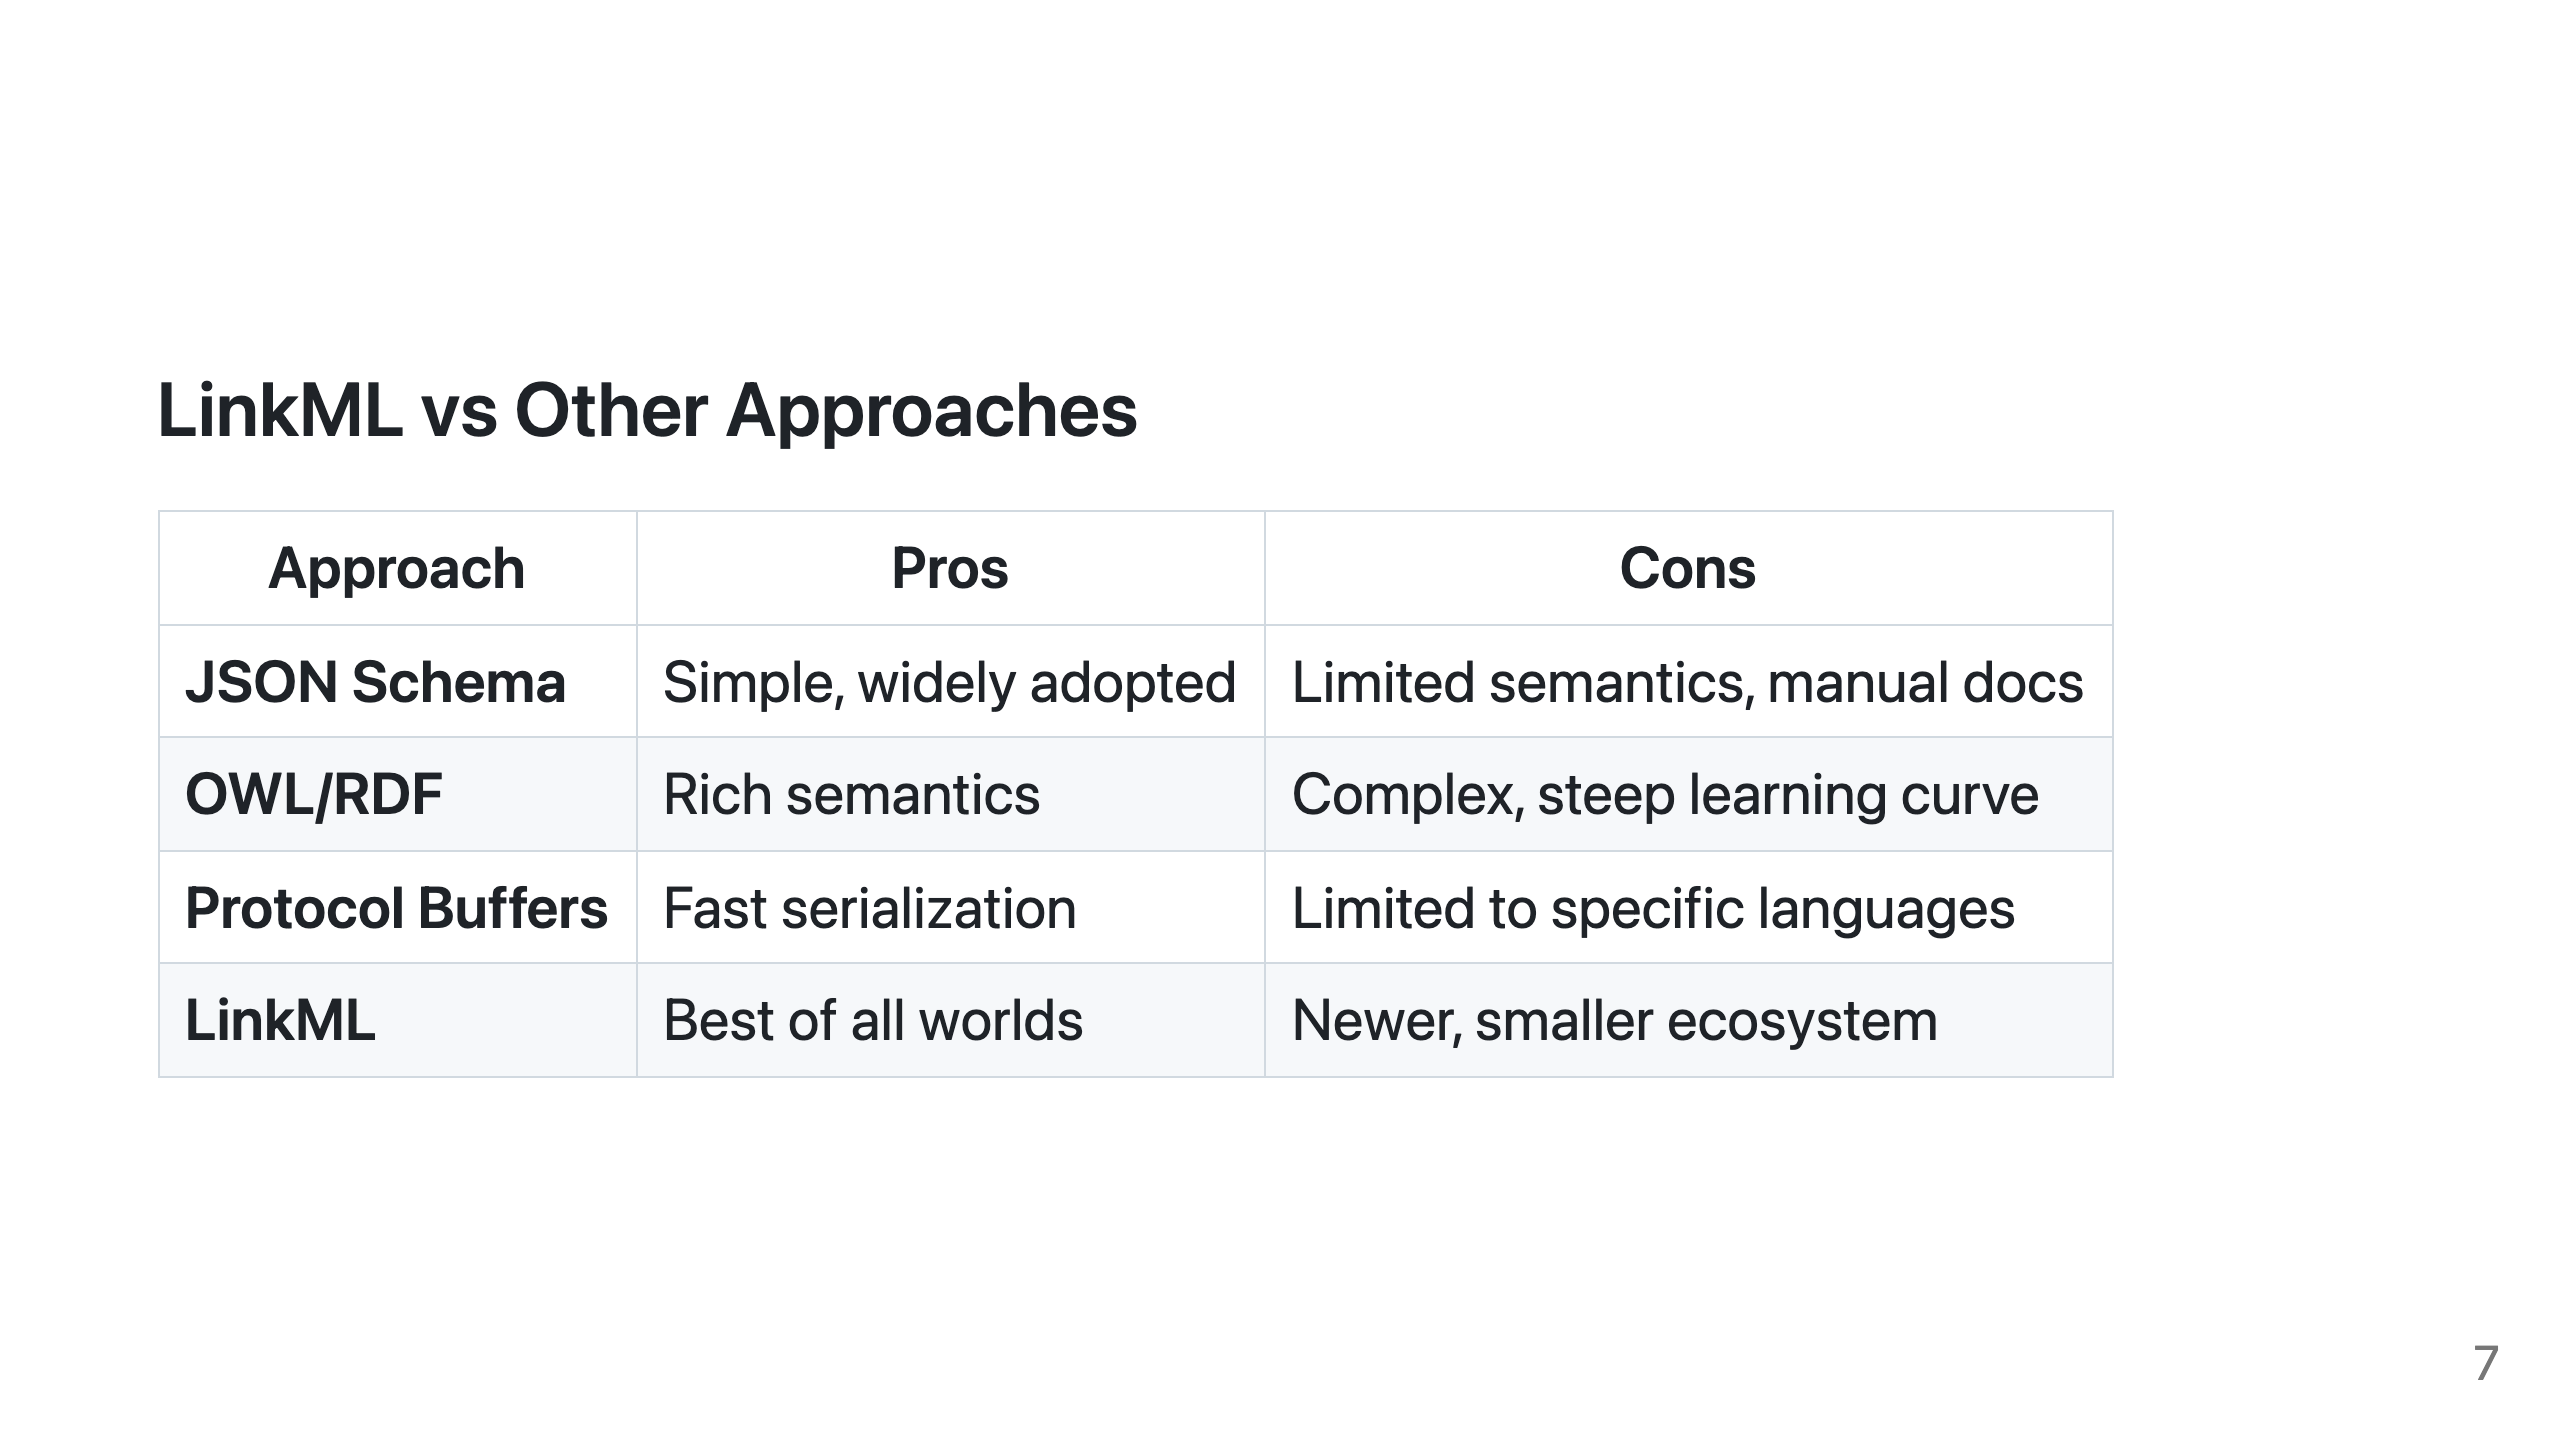 LinkML vs Other Approaches
Approach Pros Cons
JSON Schema Simple, widely adopted Limited semantics, manual docs
OWL/RDF Rich semantics Complex, steep learning curve
Protocol Buffers Fast serialization Limited to specific languages
LinkML Best of all worlds Newer, smaller ecosystem
7